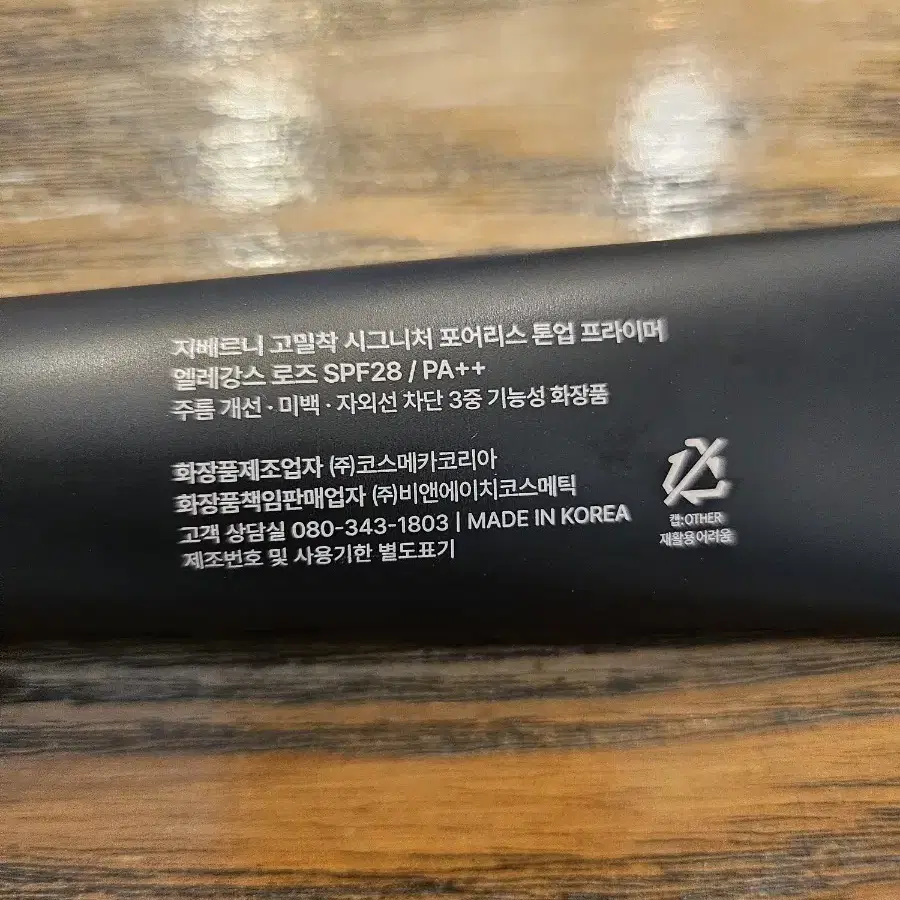 지베르니 고밀착 시그니처 포어리스 톤업 프라이머
엘레강스 로즈 SPF28 / PA++
주름 개선 · 미백 · 자외선 차단 3중 기능성 화장품
화장품제조업자 (주)코스메카코리아
화장품책임판매업자 (주)비앤에이치코스메틱
고객 상담실 080-343-1803 | MADE IN KOREA
제조번호 및 사용기한 별도표기
캡:OTHER
재활용어려움